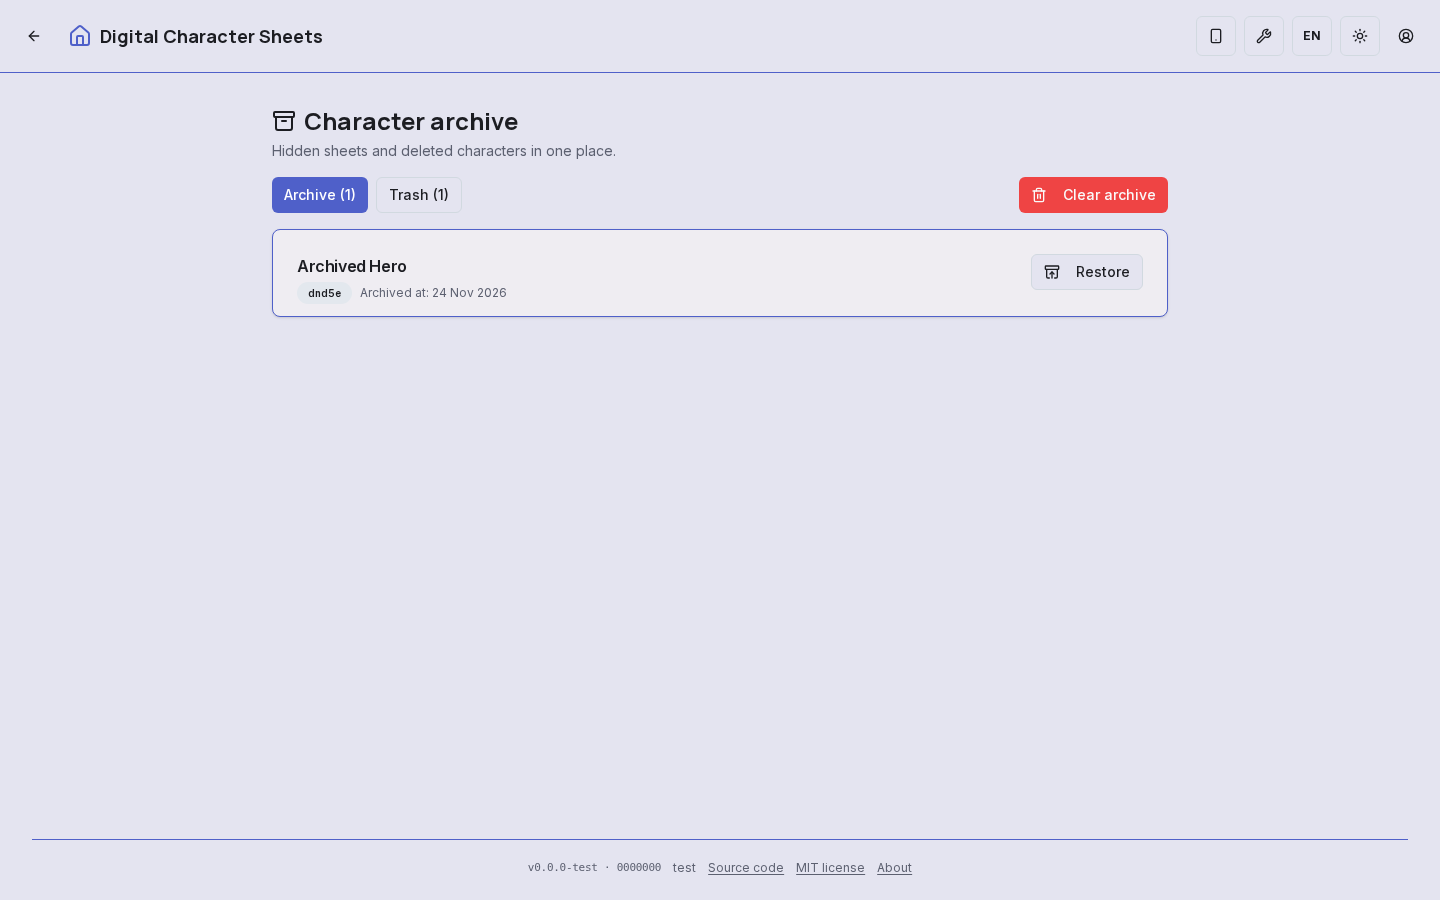 Digital Character Sheets
EN
Character archive
Hidden sheets and deleted characters in one place.
Archive (1)
Trash (1)
Clear archive
Archived Hero
Restore
dnd5e
Archived at: 24 Nov 2026
v0.0.0-test · 0000000 test Source code MIT license About